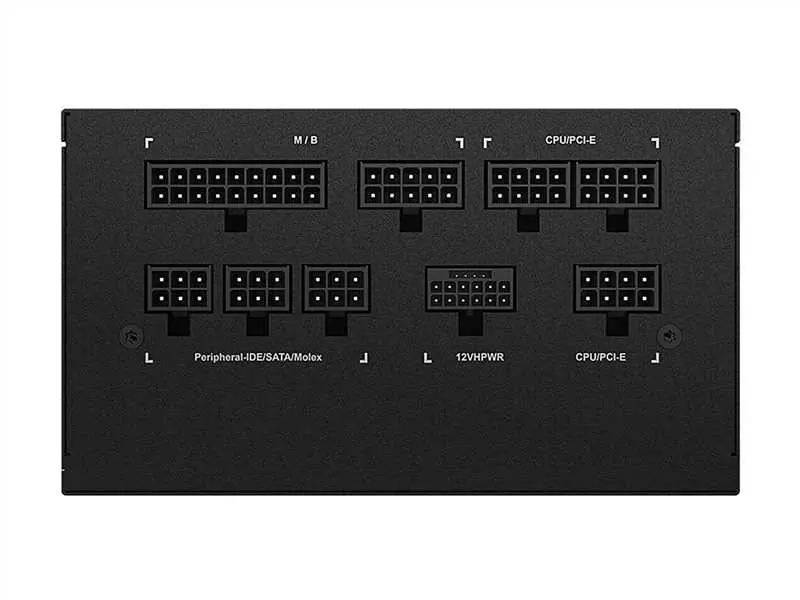 M / B
CPU/PCI-E
Peripheral-IDE/SATA/Molex
12VHPWR
CPU/PCI-E